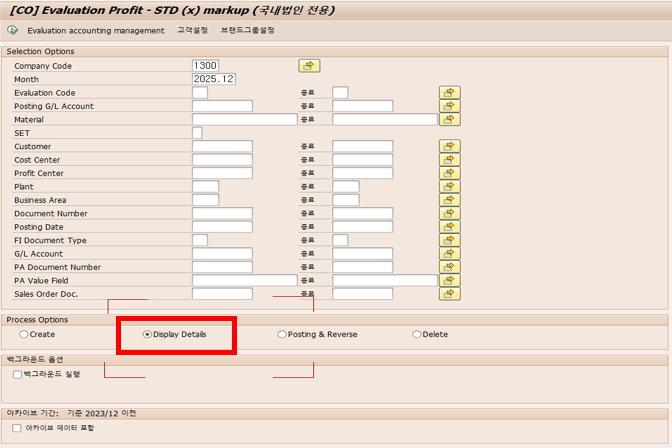 [CO] Evaluation Profit - STD (x) markup (국내법인 전용)
Evaluation accounting management 고객설정 브랜드그룹설정
Selection Options
Company Code 1300
Month 2025.12
Evaluation Code 종료
Posting G/L Account 종료
Material 종료
SET
Customer 종료
Cost Center 종료
Profit Center 종료
Plant 종료
Business Area 종료
Document Number 종료
Posting Date 종료
FI Document Type 종료
G/L Account 종료
PA Document Number 종료
PA Value Field 종료
Sales Order Doc. 종료
Process Options
Create Display Details Posting & Reverse Delete
백그라운드 옵션
백그라운드 실행
아카이브 기간: 기준 2023/12 이전
아카이브 데이터 포함